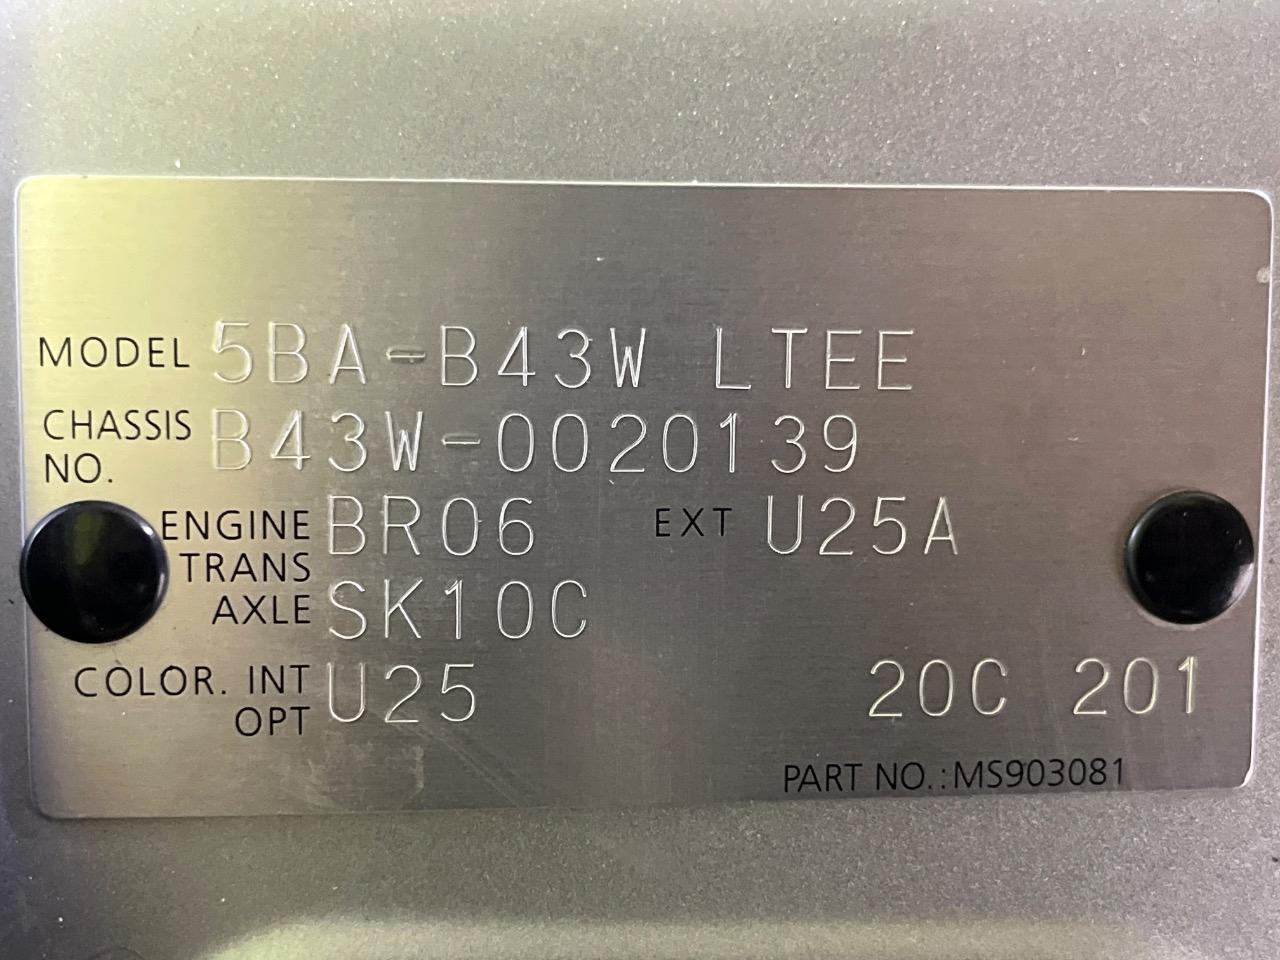 MODEL 5BA-B43W LTEE
CHASSIS NO. B43W-0020139
ENGINE BR06 EXT U25A
TRANS AXLE SK10C
COLOR. INT OPT U25 20C 201
PART NO.:MS903081